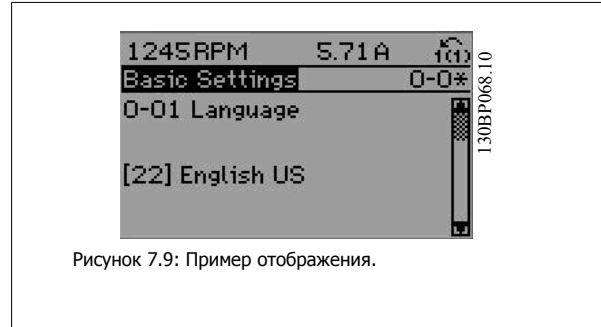 1245RPM 5.71A 1(1)
Basic Settings 0-0*
0-01 Language
[22] English US
130BP068.10
Рисунок 7.9: Пример отображения.